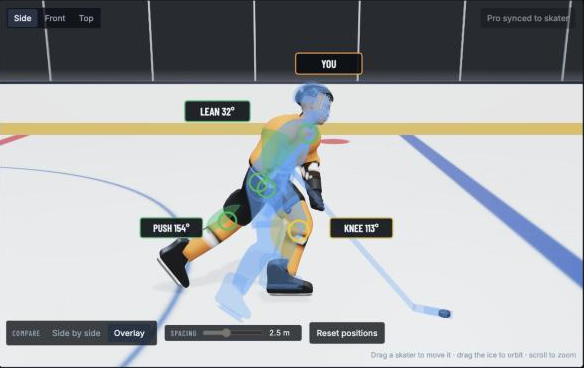 Side Front Top
Pro synced to skater
YOU
LEAN 32°
PUSH 154°
KNEE 113°
COMPARE Side by side Overlay
SPACING 2.5 m
Reset positions
Drag a skater to move it · drag the ice to orbit · scroll to zoom